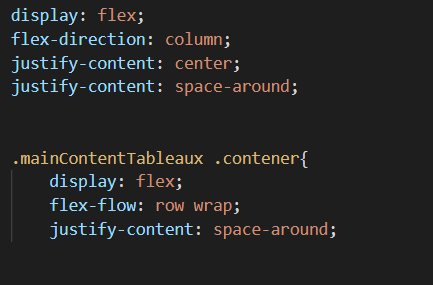 display: flex;
flex-direction: column;
justify-content: center;
justify-content: space-around;
.mainContentTableaux .contener{
display: flex;
flex-flow: row wrap;
justify-content: space-around;